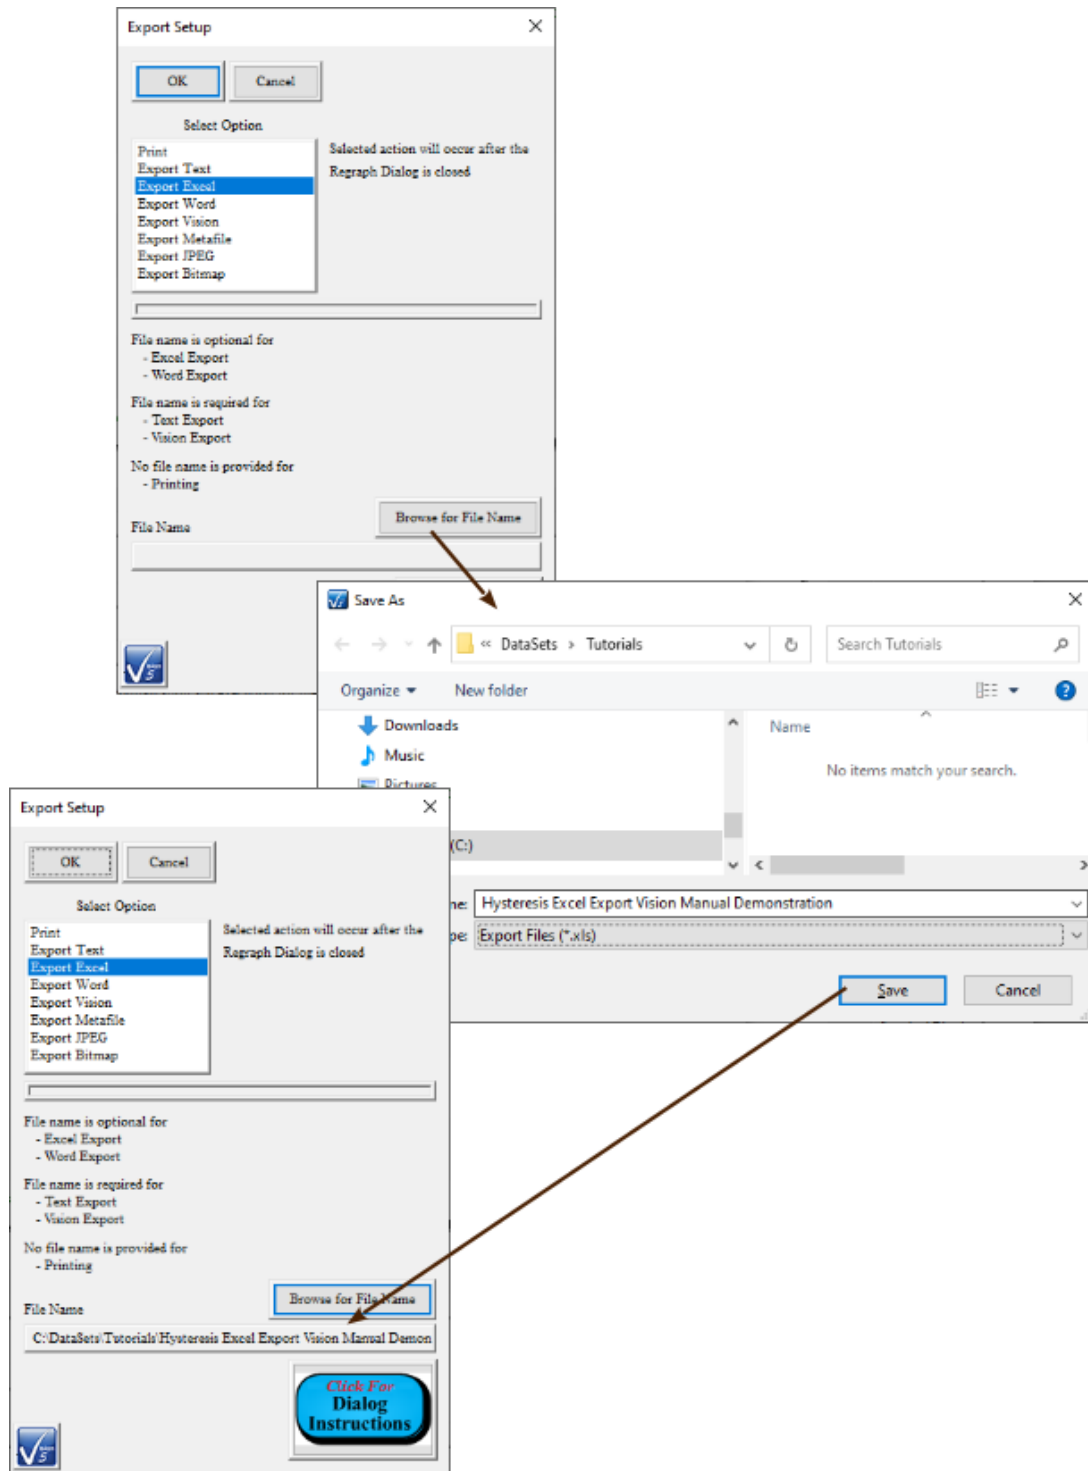 Export Setup
OK Cancel
Select Option
Print
Export Text
Export Excel
Export Word
Export Vision
Export Metafile
Export JPEG
Export Bitmap
Selected action will occur after the
Regraph Dialog is closed
File name is optional for
- Excel Export
- Word Export
File name is required for
- Text Export
- Vision Export
No file name is provided for
- Printing
Browse for File Name
File Name
Save As
« DataSets > Tutorials
Search Tutorials
Organize
New folder
Downloads
Music
Pictures
(C:)
Name
No items match your search.
ne: Hysteresis Excel Export Vision Manual Demonstration
pe: Export Files (*.xls)
Save Cancel
Export Setup
OK Cancel
Select Option
Print
Export Text
Export Excel
Export Word
Export Vision
Export Metafile
Export JPEG
Export Bitmap
Selected action will occur after the
Regraph Dialog is closed
File name is optional for
- Excel Export
- Word Export
File name is required for
- Text Export
- Vision Export
No file name is provided for
- Printing
Browse for File Name
File Name
C:\DataSets\Tutorials\Hysteresis Excel Export Vision Manual Demon
Click For
Dialog
Instructions